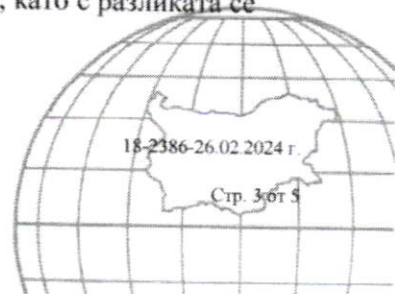 , като с разликата се
18-2386-26.02.2024 г.
Стр. 3 от 5